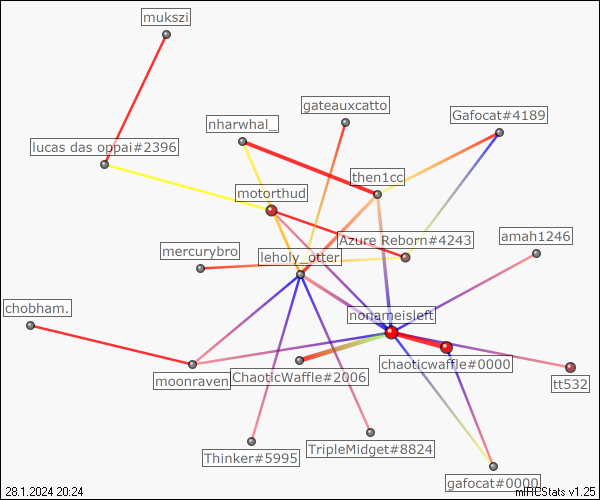 mukszi
gateauxcatto
Gafocat#4189
nharwhal_
lucas das oppai#2396
then1cc
motorthud
Azure Reborn#4243
amah1246
mercurybro
leholy_otter
chobham.
nonameisleft
chaoticwaffle#0000
moonraven
ChaoticWaffle#2006
tt532
Thinker#5995
TripleMidget#8824
gafocat#0000
28.1.2024 20:24
mIRCStats v1.25